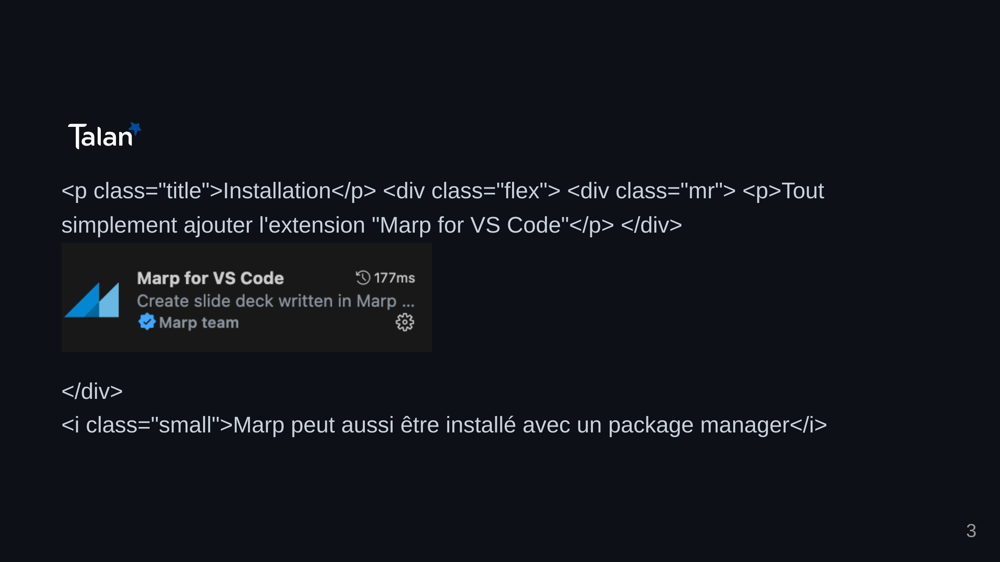 Talan
<p class="title">Installation</p> <div class="flex"> <div class="mr"> <p>Tout
simplement ajouter l'extension "Marp for VS Code"</p> </div>
Marp for VS Code 177ms
Create slide deck written in Marp ...
Marp team
</div>
<i class="small">Marp peut aussi être installé avec un package manager</i>
3